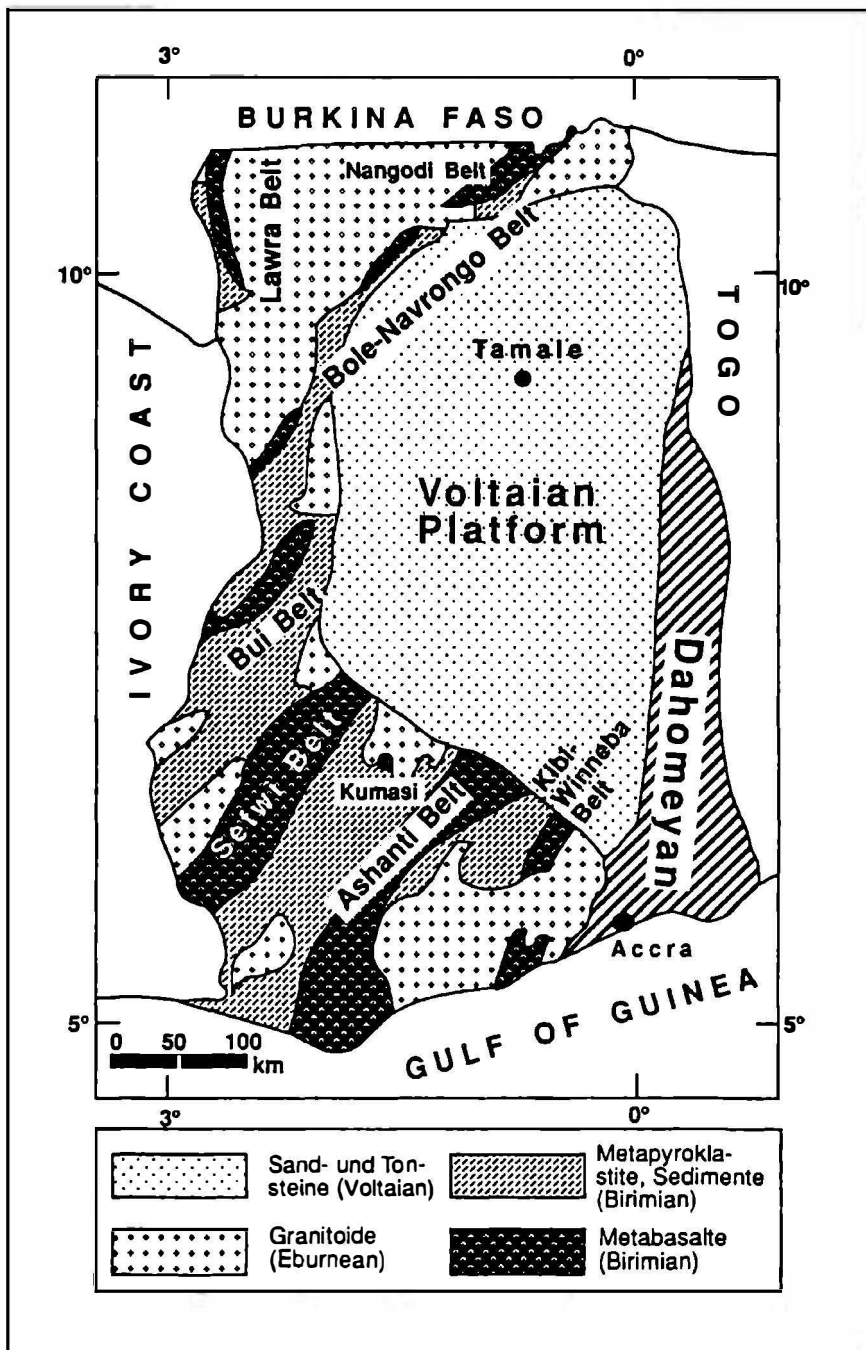 3°
0°
BURKINA FASO
Nangodi Belt
Lawra Belt
Bole-Navrongo Belt
10°
10°
TOGO
Tamale
IVORY COAST
Voltaian
Platform
Bui Belt
Dahomeyan
Sefwi Belt
Kumasi
Ashanti Belt
Kibi-
Winneba
Belt
Accra
GULF OF GUINEA
5°
5°
0 50 100
km
3°
0°
Sand- und Ton-
steine (Voltaian)
Metapyrokla-
stite, Sedimente
(Birimian)
Granitoide
(Eburnean)
Metabasalte
(Birimian)